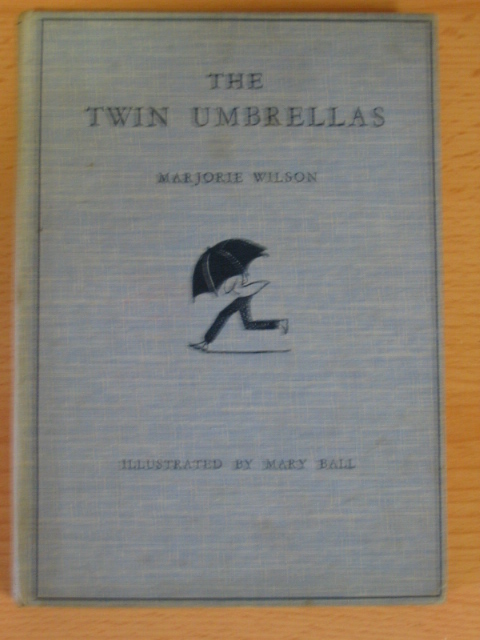 THE
TWIN UMBRELLAS
MARJORIE WILSON
ILLUSTRATED BY MARY BALL